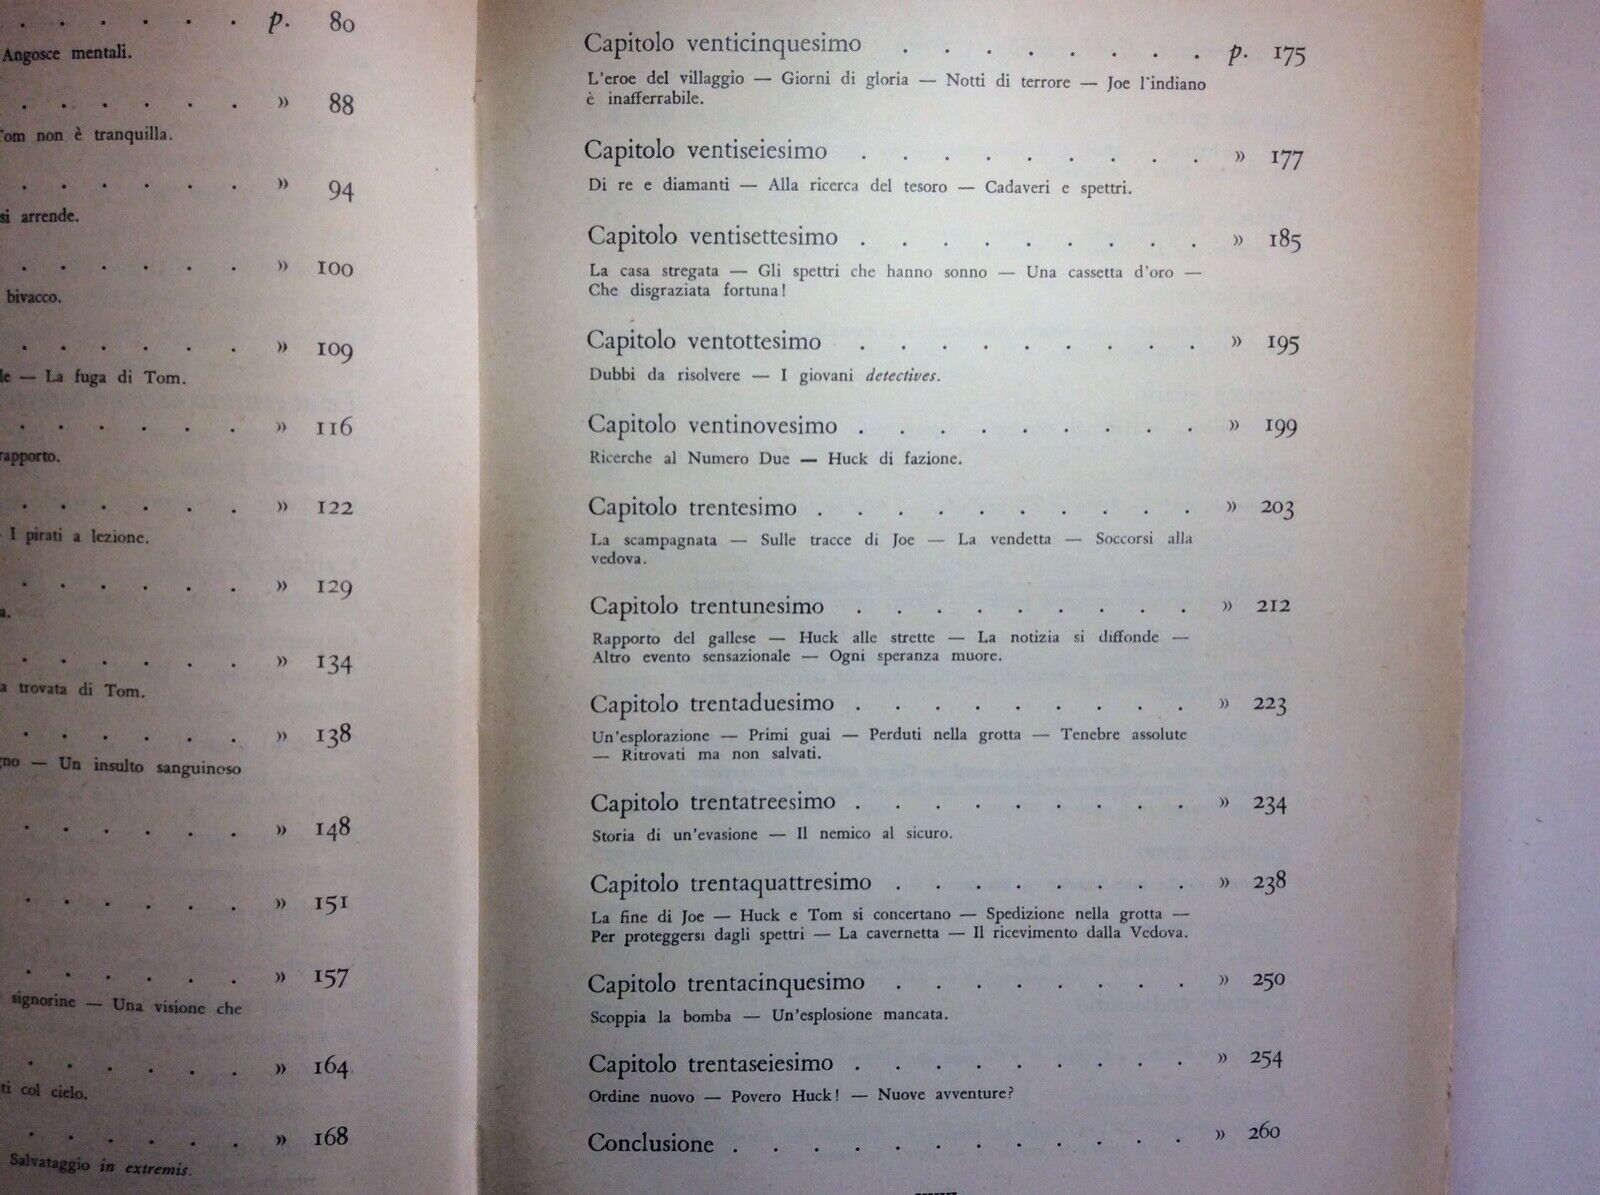 . . . . . . p. 80
Angosce mentali.
. . . . . . » 88
Tom non è tranquilla.
. . . . . . » 94
si arrende.
. . . . . . » 100
bivacco.
. . . . . . » 109
le — La fuga di Tom.
. . . . . . » 116
rapporto.
. . . . . . » 122
I pirati a lezione.
. . . . . . » 129
a.
. . . . . . » 134
a trovata di Tom.
. . . . . . » 138
gno — Un insulto sanguinoso
. . . . . . » 148
. . . . . . » 151
. . . . . . » 157
signorine — Una visione che
. . . . . . » 164
ti col cielo.
. . . . . . » 168
Salvataggio in extremis.
Capitolo venticinquesimo . . . . . . . . p. 175
L'eroe del villaggio — Giorni di gloria — Notti di terrore — Joe l'indiano
è inafferrabile.
Capitolo ventiseiesimo . . . . . . . . . » 177
Di re e diamanti — Alla ricerca del tesoro — Cadaveri e spettri.
Capitolo ventisettesimo . . . . . . . . . » 185
La casa stregata — Gli spettri che hanno sonno — Una cassetta d'oro —
Che disgraziata fortuna!
Capitolo ventottesimo . . . . . . . . . » 195
Dubbi da risolvere — I giovani detectives.
Capitolo ventinovesimo . . . . . . . . . » 199
Ricerche al Numero Due — Huck di fazione.
Capitolo trentesimo . . . . . . . . . . » 203
La scampagnata — Sulle tracce di Joe — La vendetta — Soccorsi alla
vedova.
Capitolo trentunesimo . . . . . . . . . » 212
Rapporto del gallese — Huck alle strette — La notizia si diffonde —
Altro evento sensazionale — Ogni speranza muore.
Capitolo trentaduesimo . . . . . . . . . » 223
Un'esplorazione — Primi guai — Perduti nella grotta — Tenebre assolute
— Ritrovati ma non salvati.
Capitolo trentatreesimo . . . . . . . . . » 234
Storia di un'evasione — Il nemico al sicuro.
Capitolo trentaquattresimo . . . . . . . . » 238
La fine di Joe — Huck e Tom si concertano — Spedizione nella grotta —
Per proteggersi dagli spettri — La cavernetta — Il ricevimento dalla Vedova.
Capitolo trentacinquesimo . . . . . . . . » 250
Scoppia la bomba — Un'esplosione mancata.
Capitolo trentaseiesimo . . . . . . . . . » 254
Ordine nuovo — Povero Huck! — Nuove avventure?
Conclusione . . . . . . . . . . . . » 260